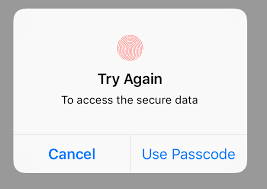 Try Again
To access the secure data
Cancel
Use Passcode